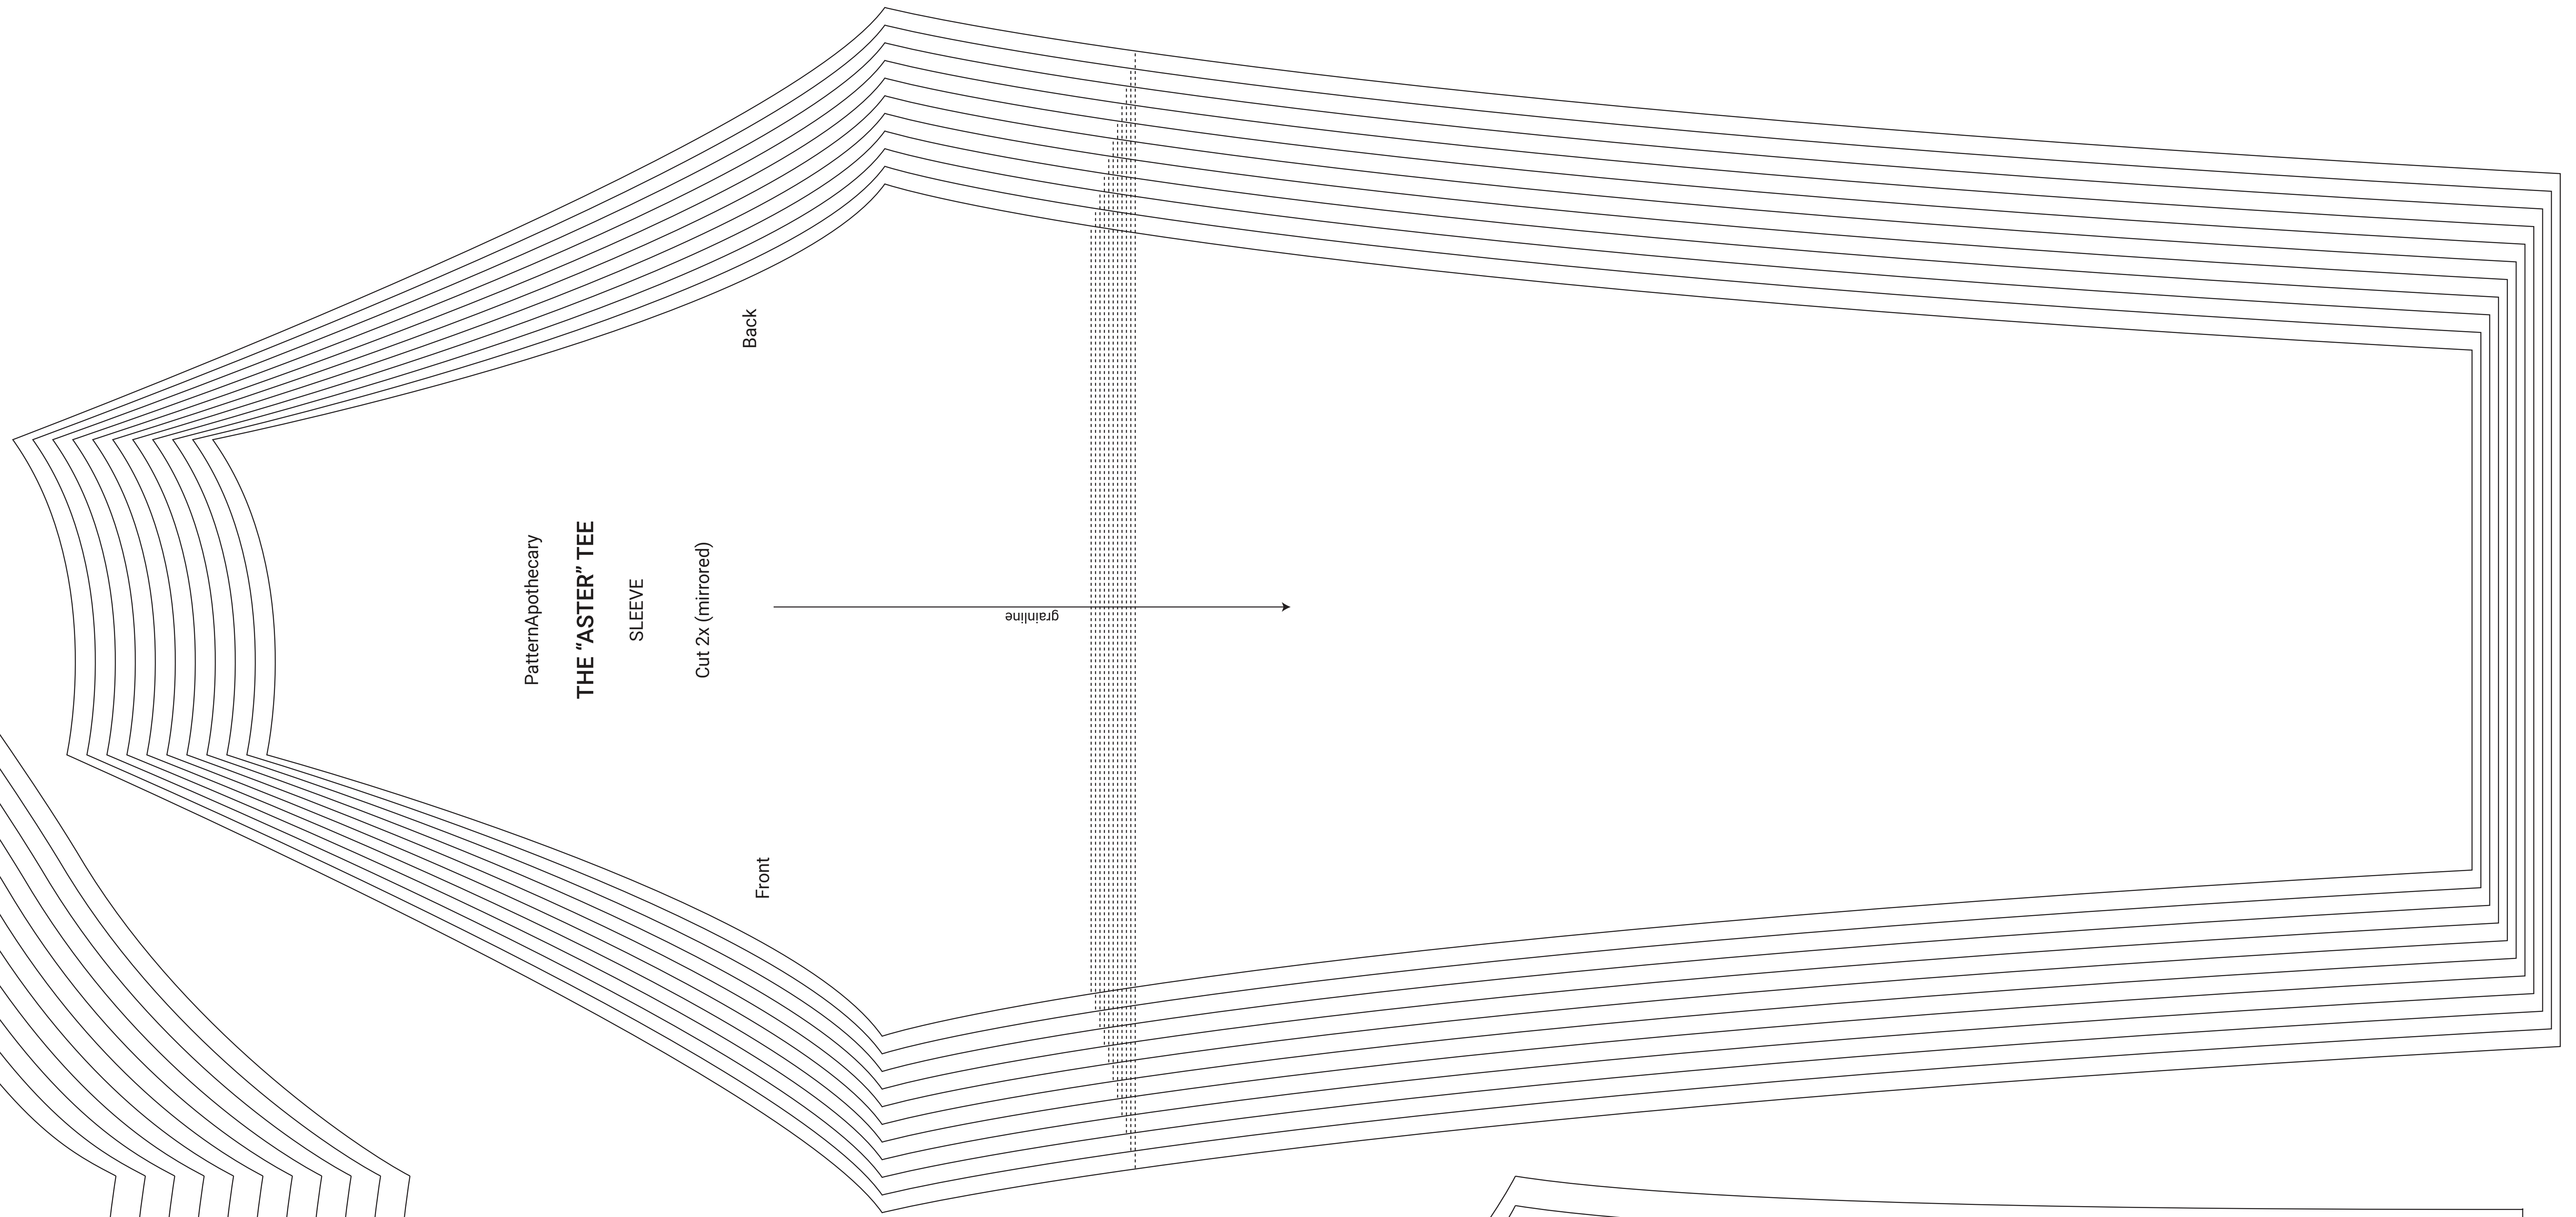 PatternApothecary
THE “ASTER” TEE
SLEEVE
Cut 2x (mirrored)
Back
Front
grainline